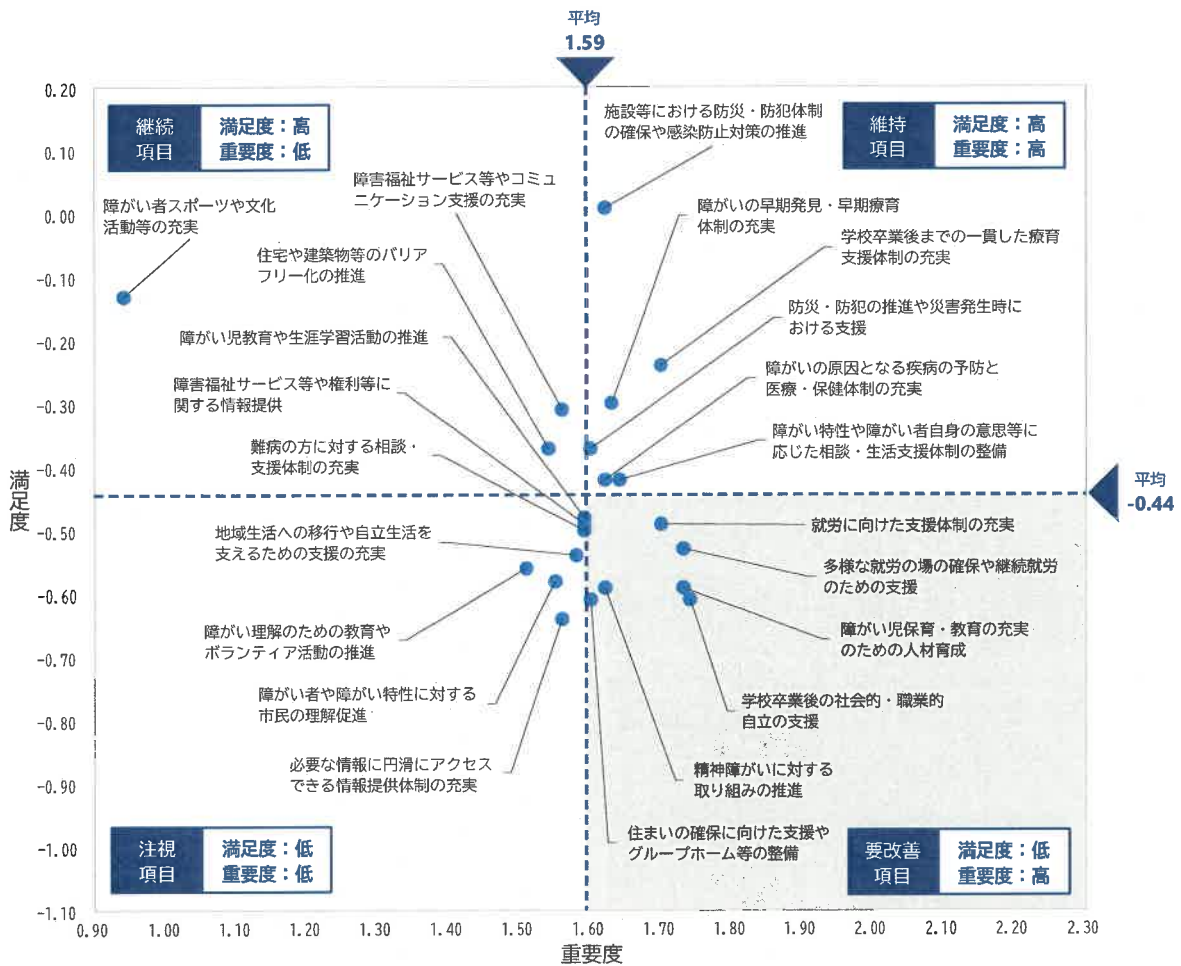 平均
1.59
0.20
0.10
0.00
-0.10
-0.20
-0.30
-0.40
-0.50
-0.60
-0.70
-0.80
-0.90
-1.00
-1.10
満足度
継続
項目
満足度：高
重要度：低
維持
項目
満足度：高
重要度：高
施設等における防災・防犯体制
の確保や感染防止対策の推進
障害福祉サービス等やコミュ
ニケーション支援の充実
障がい者スポーツや文化
活動等の充実
障がいの早期発見・早期療育
体制の充実
住宅や建築物等のバリア
フリー化の推進
学校卒業後までの一貫した療育
支援体制の充実
障がい児教育や生涯学習活動の推進
防災・防犯の推進や災害発生時に
おける支援
障害福祉サービス等や権利等に
関する情報提供
障がいの原因となる疾病の予防と
医療・保健体制の充実
難病の方に対する相談・
支援体制の充実
障がい特性や障がい者自身の意思等に
応じた相談・生活支援体制の整備
平均
-0.44
地域生活への移行や自立生活を
支えるための支援の充実
就労に向けた支援体制の充実
多様な就労の場の確保や継続就労
のための支援
障がい理解のための教育や
ボランティア活動の推進
障がい児保育・教育の充実
のための人材育成
障がい者や障がい特性に対する
市民の理解促進
学校卒業後の社会的・職業的
自立の支援
必要な情報に円滑にアクセス
できる情報提供体制の充実
精神障がいに対する
取り組みの推進
住まいの確保に向けた支援や
グループホーム等の整備
注視
項目
満足度：低
重要度：低
要改善
項目
満足度：低
重要度：高
0.90
1.00
1.10
1.20
1.30
1.40
1.50
1.60
1.70
1.80
1.90
2.00
2.10
2.20
2.30
重要度